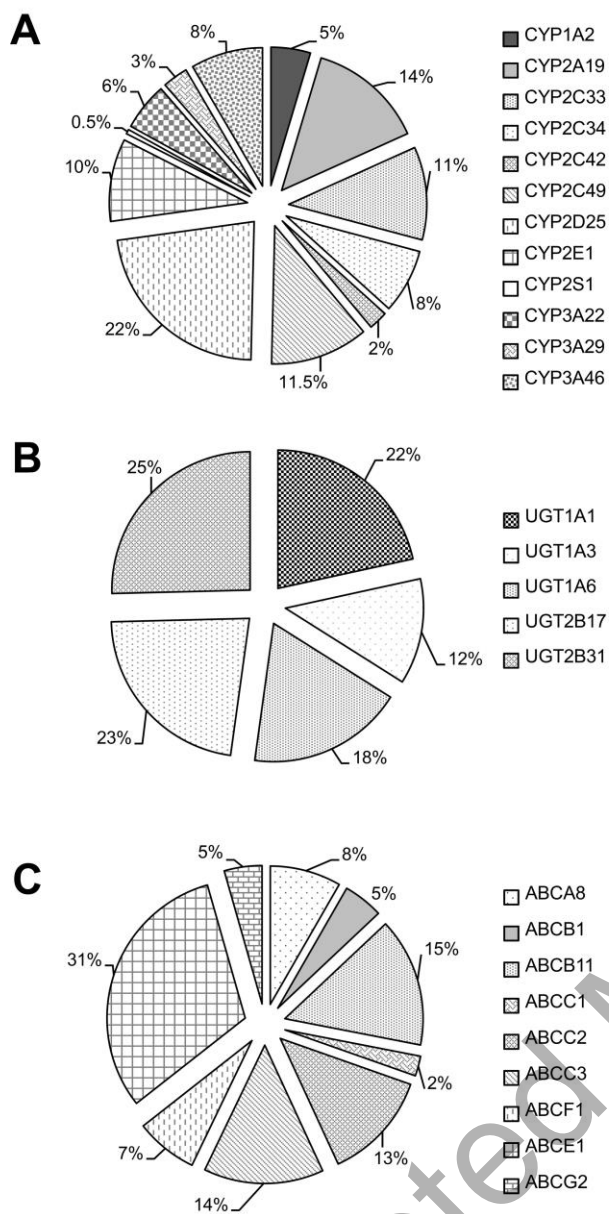 A
5%
14%
11%
8%
2%
11.5%
22%
10%
0.5%
6%
3%
8%
CYP1A2
CYP2A19
CYP2C33
CYP2C34
CYP2C42
CYP2C49
CYP2D25
CYP2E1
CYP2S1
CYP3A22
CYP3A29
CYP3A46
B
22%
12%
18%
23%
25%
UGT1A1
UGT1A3
UGT1A6
UGT2B17
UGT2B31
C
8%
5%
15%
2%
13%
14%
7%
31%
5%
ABCA8
ABCB1
ABCB11
ABCC1
ABCC2
ABCC3
ABCF1
ABCE1
ABCG2